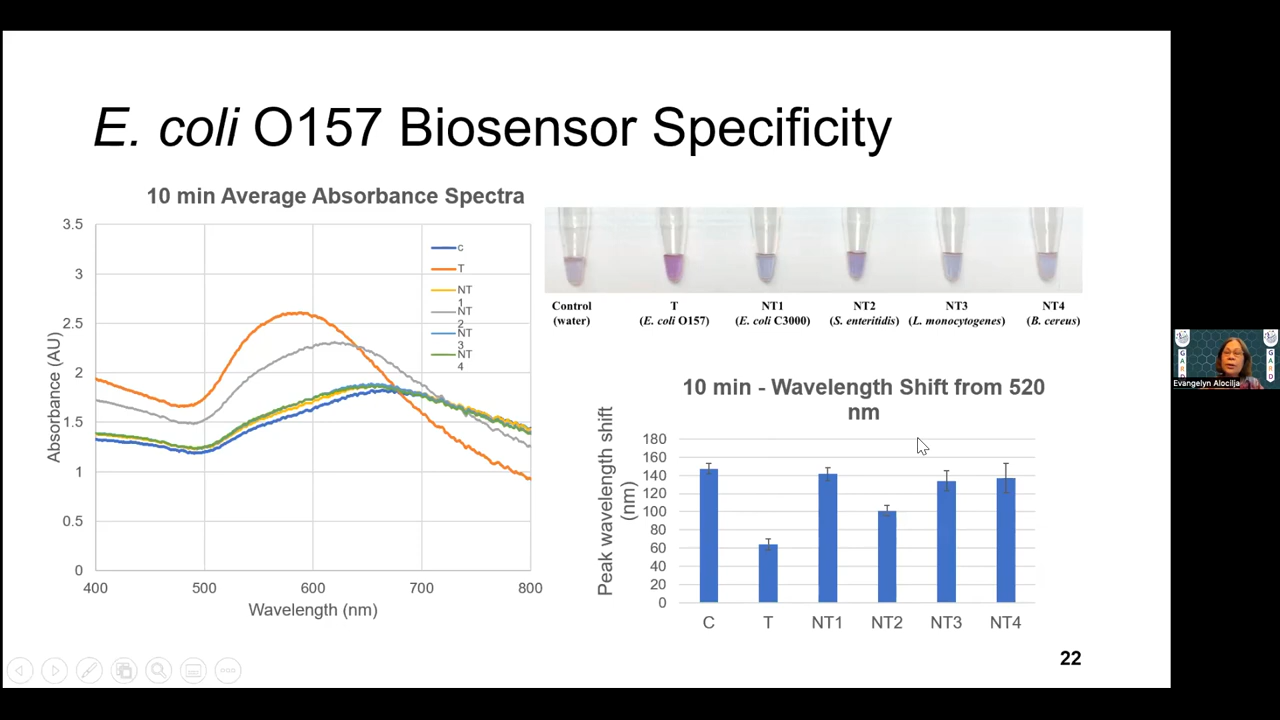 E. coli O157 Biosensor Specificity
10 min Average Absorbance Spectra
3.5
3
2.5
2
1.5
1
0.5
0
400
500
600
700
800
Absorbance (AU)
Wavelength (nm)
c
T
NT
1
NT
2
NT
3
NT
4
Control
(water)
T
(E. coli O157)
NT1
(E. coli C3000)
NT2
(S. enteritidis)
NT3
(L. monocytogenes)
NT4
(B. cereus)
10 min - Wavelength Shift from 520
nm
Peak wavelength shift
(nm)
180
160
140
120
100
80
60
40
20
0
C
T
NT1
NT2
NT3
NT4
22
GARD
GARD
Evangelyn Alocilja